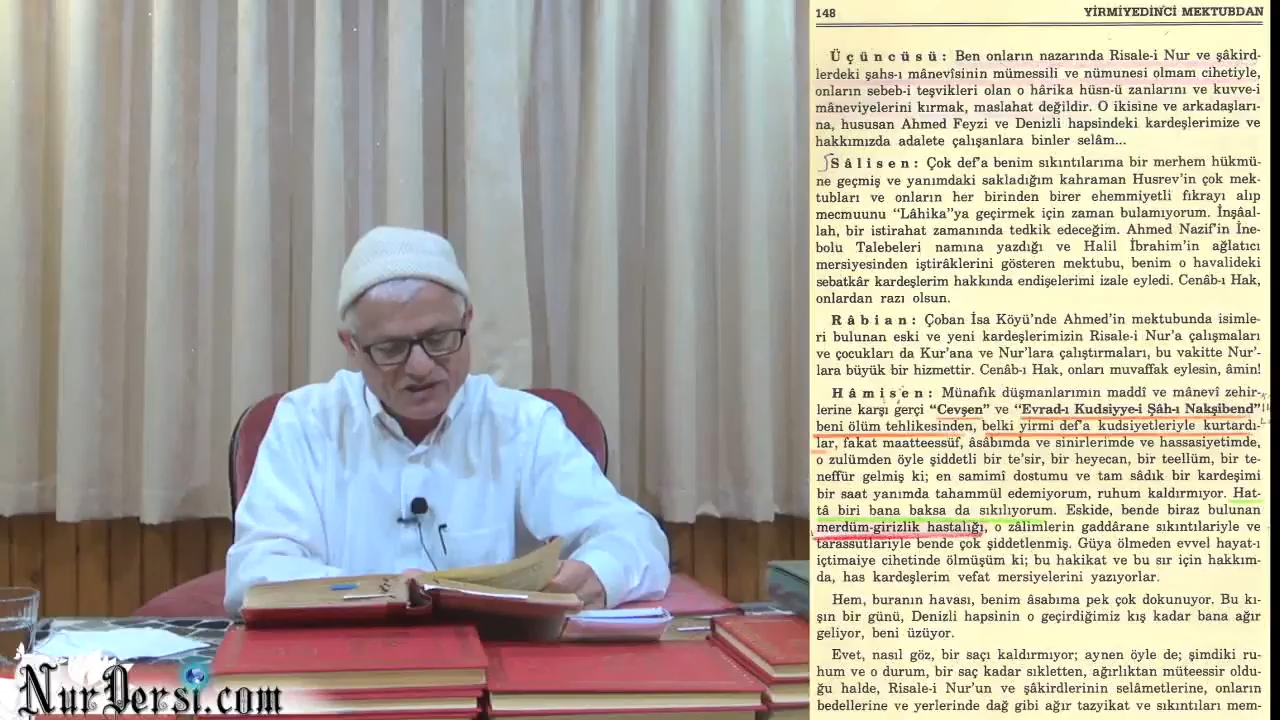 148
YİRMİYEDİNCİ MEKTUBDAN
Üçüncüsü: Ben onların nazarında Risale-i Nur ve şâkird-
lerdeki şahs-ı mânevîsinin mümessili ve nümunesi olmam cihetiyle,
onların sebeb-i teşvikleri olan o hârika hüsn-ü zanlarını ve kuvve-i
mâneviyelerini kırmak, maslahat değildir. O ikisine ve arkadaşları-
na, hususan Ahmed Feyzi ve Denizli hapsindeki kardeşlerimize ve
hakkımızda adalete çalışanlara binler selâm...
Sâlisen: Çok def'a benim sıkıntılarıma bir merhem hükmü-
ne geçmiş ve yanımdaki sakladığım kahraman Husrev'in çok mek-
tubları ve onların her birinden birer ehemmiyetli fıkrayı alıp
mecmuunu "Lâhika"ya geçirmek için zaman bulamıyorum. İnşâal-
lah, bir istirahat zamanında tedkik edeceğim. Ahmed Nazif'in İne-
bolu Talebeleri namına yazdığı ve Halil İbrahim'in ağlatıcı
mersiyesinden iştirâklerini gösteren mektubu, benim o havalideki
sebatkâr kardeşlerim hakkında endişelerimi izale eyledi. Cenâb-ı Hak,
onlardan razı olsun.
Râbian: Çoban İsa Köyü'nde Ahmed'in mektubunda isimle-
ri bulunan eski ve yeni kardeşlerimizin Risale-i Nur'a çalışmaları
ve çocukları da Kur'ana ve Nur'lara çalıştırmaları, bu vakitte Nur'-
lara büyük bir hizmettir. Cenâb-ı Hak, onları muvaffak eylesin, âmin!
Hâmisen: Münafık düşmanlarımın maddî ve mânevî zehir-
lerine karşı gerçi "Cevşen" ve "Evrad-ı Kudsiyye-i Şâh-ı Nakşibend"
beni ölüm tehlikesinden, belki yirmi def'a kudsiyetleriyle kurtardı-
lar, fakat maatteessüf, âsâbımda ve sinirlerimde ve hassasiyetimde,
o zulümden öyle şiddetli bir te'sir, bir heyecan, bir teellüm, bir te-
neffür gelmiş ki; en samimî dostumu ve tam sâdık bir kardeşimi
bir saat yanımda tahammül edemiyorum, ruhum kaldırmıyor. Hat-
tâ biri bana baksa da sıkılıyorum. Eskide, bende biraz bulunan
merdüm-girizlik hastalığı, o zâlimlerin gaddârane sıkıntılariyle ve
tarassutlariyle bende çok şiddetlenmiş. Gûya ölmeden evvel hayat-ı
içtimaiye cihetinde ölmüşüm ki; bu hakikat ve bu sır için hakkım-
da, has kardeşlerim vefat mersiyelerini yazıyorlar.
Hem, buranın havası, benim âsabıma pek çok dokunuyor. Bu kı-
şın bir günü, Denizli hapsinin o geçirdiğimiz kış kadar bana ağır
geliyor, beni üzüyor.
Evet, nasıl göz, bir saçı kaldırmıyor; aynen öyle de; şimdiki ru-
hum ve o durum, bir saç kadar sıkletten, ağırlıktan müteessir oldu-
ğu halde, Risale-i Nur'un ve şâkirdlerinin selâmetlerine, onların
bedellerine ve yerlerinde dağ gibi ağır tazyikat ve sıkıntıları mem-
NurDersi.com